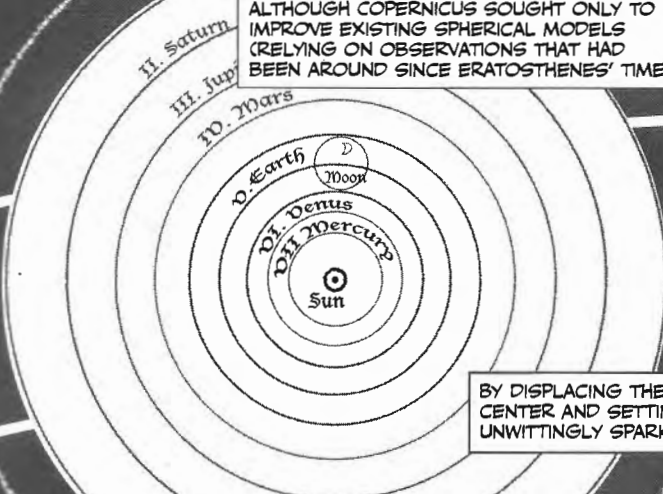 ALTHOUGH COPERNICUS SOUGHT ONLY TO
IMPROVE EXISTING SPHERICAL MODELS
(RELYING ON OBSERVATIONS THAT HAD
BEEN AROUND SINCE ERATOSTHENES' TIME
II. Saturn
III. Jupi
IV. Mars
V. Earth
Moon
VI. Venus
VII Mercury
Sun
BY DISPLACING THE
CENTER AND SETTIN
UNWITTINGLY SPARK